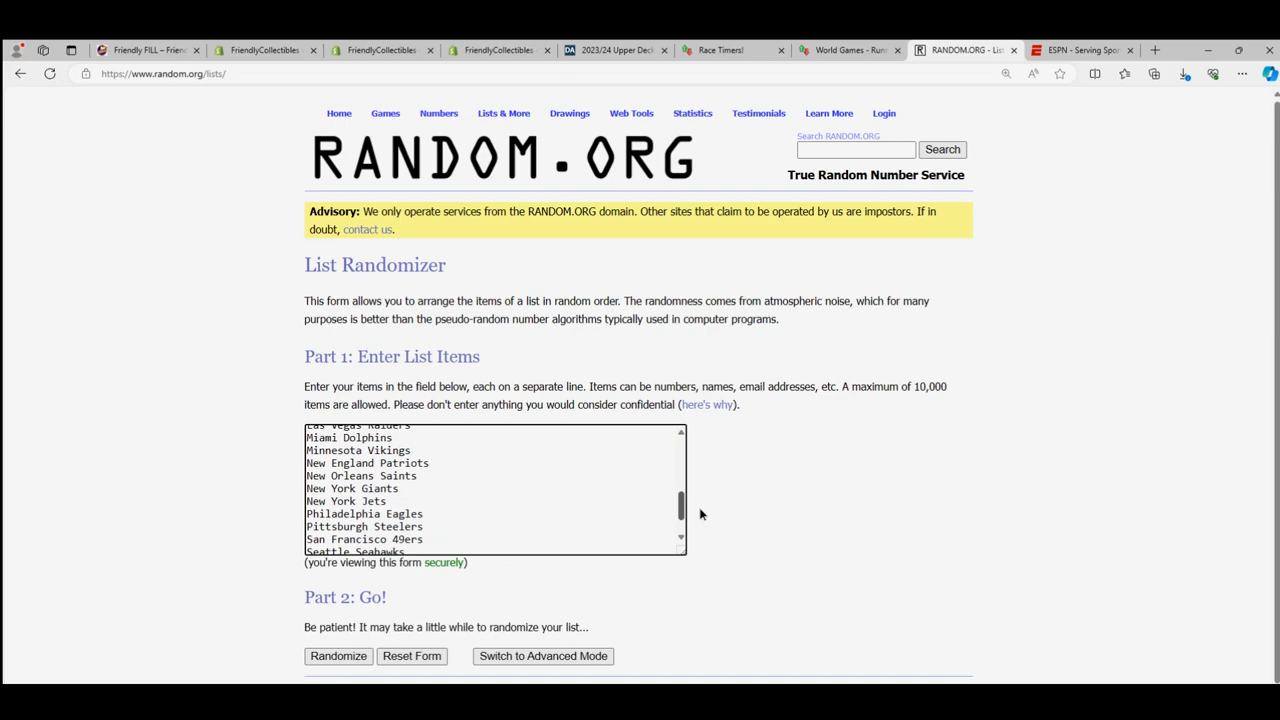 Friendly FILL – Frien
FriendlyCollectibles
FriendlyCollectibles
FriendlyCollectibles
2023/24 Upper Deck
Race Timers!
World Games - Runn
RANDOM.ORG - Lis
ESPN - Serving Spor
https://www.random.org/lists/
Home Games Numbers Lists & More Drawings Web Tools Statistics Testimonials Learn More Login
Search RANDOM.ORG
Search
RANDOM.ORG
True Random Number Service
Advisory: We only operate services from the RANDOM.ORG domain. Other sites that claim to be operated by us are impostors. If in
doubt, contact us.
List Randomizer
This form allows you to arrange the items of a list in random order. The randomness comes from atmospheric noise, which for many
purposes is better than the pseudo-random number algorithms typically used in computer programs.
Part 1: Enter List Items
Enter your items in the field below, each on a separate line. Items can be numbers, names, email addresses, etc. A maximum of 10,000
items are allowed. Please don't enter anything you would consider confidential (here's why).
Las Vegas Raiders
Miami Dolphins
Minnesota Vikings
New England Patriots
New Orleans Saints
New York Giants
New York Jets
Philadelphia Eagles
Pittsburgh Steelers
San Francisco 49ers
Seattle Seahawks
(you're viewing this form securely)
Part 2: Go!
Be patient! It may take a little while to randomize your list...
Randomize Reset Form Switch to Advanced Mode